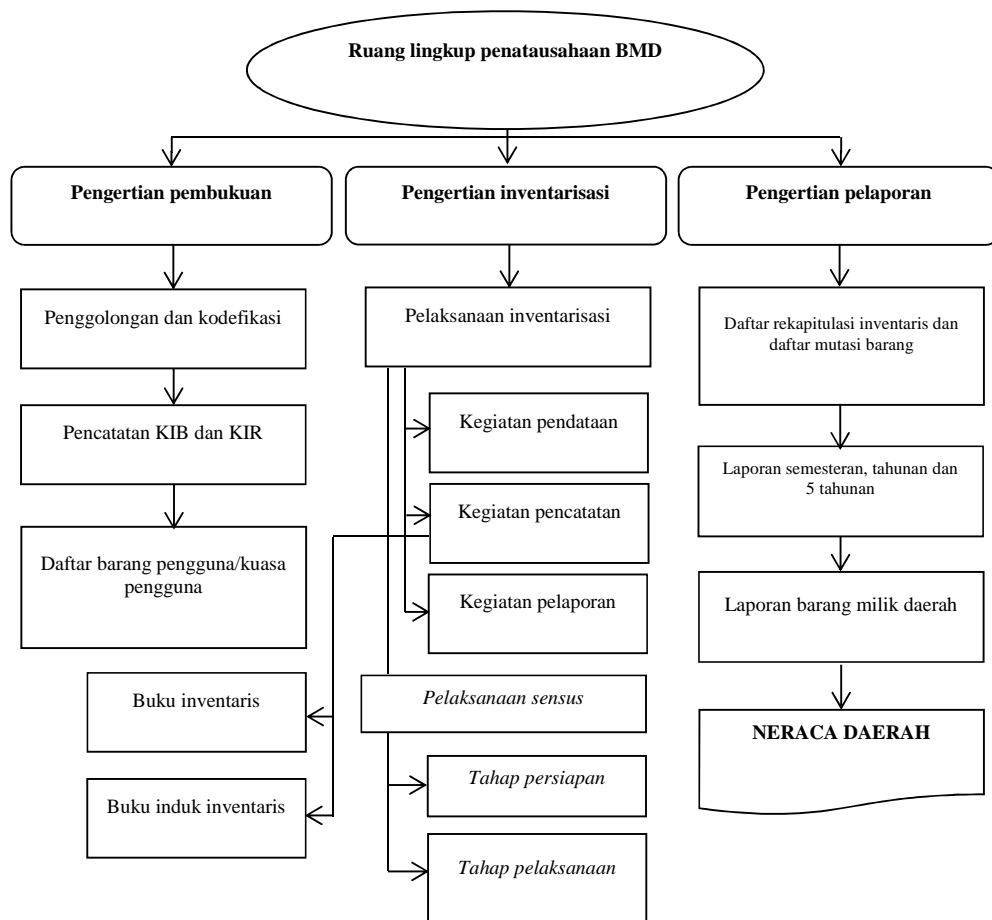 Ruang lingkup penatausahaan BMD
Pengertian pembukuan
Pengertian inventarisasi
Pengertian pelaporan
Penggolongan dan kodefikasi
Pencatatan KIB dan KIR
Daftar barang pengguna/kuasa
pengguna
Buku inventaris
Buku induk inventaris
Pelaksanaan inventarisasi
Kegiatan pendataan
Kegiatan pencatatan
Kegiatan pelaporan
Pelaksanaan sensus
Tahap persiapan
Tahap pelaksanaan
Daftar rekapitulasi inventaris dan
daftar mutasi barang
Laporan semesteran, tahunan dan
5 tahunan
Laporan barang milik daerah
NERACA DAERAH